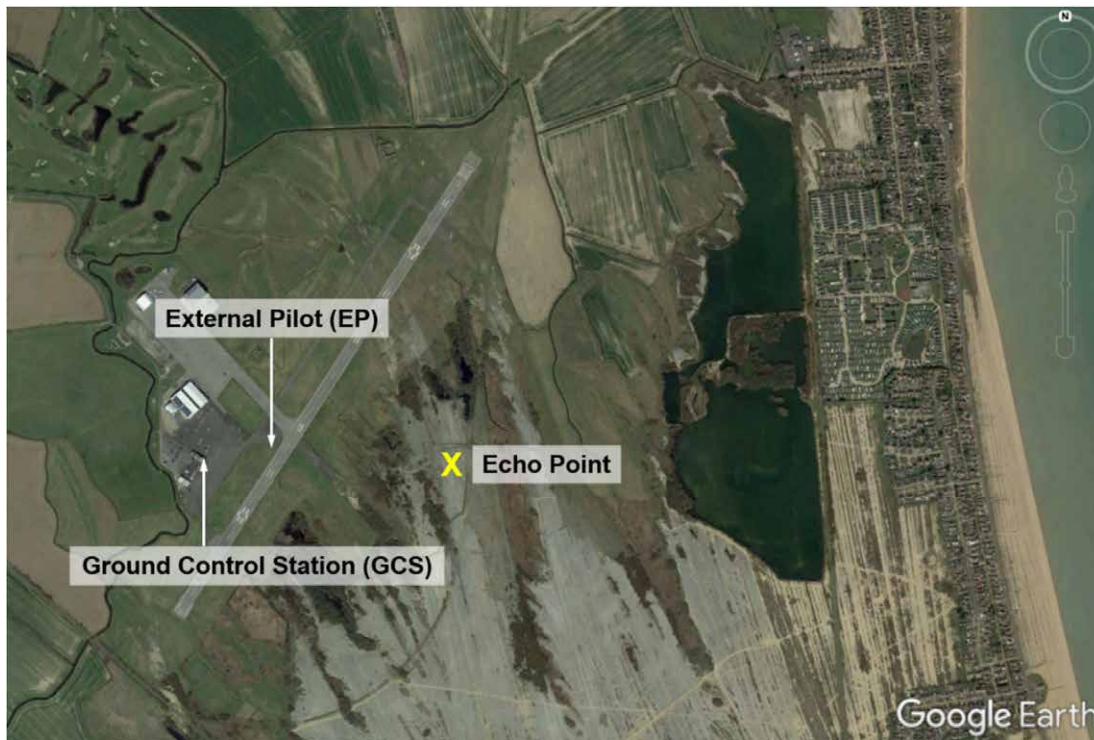 N
External Pilot (EP)
X
Echo Point
Ground Control Station (GCS)
Google Earth